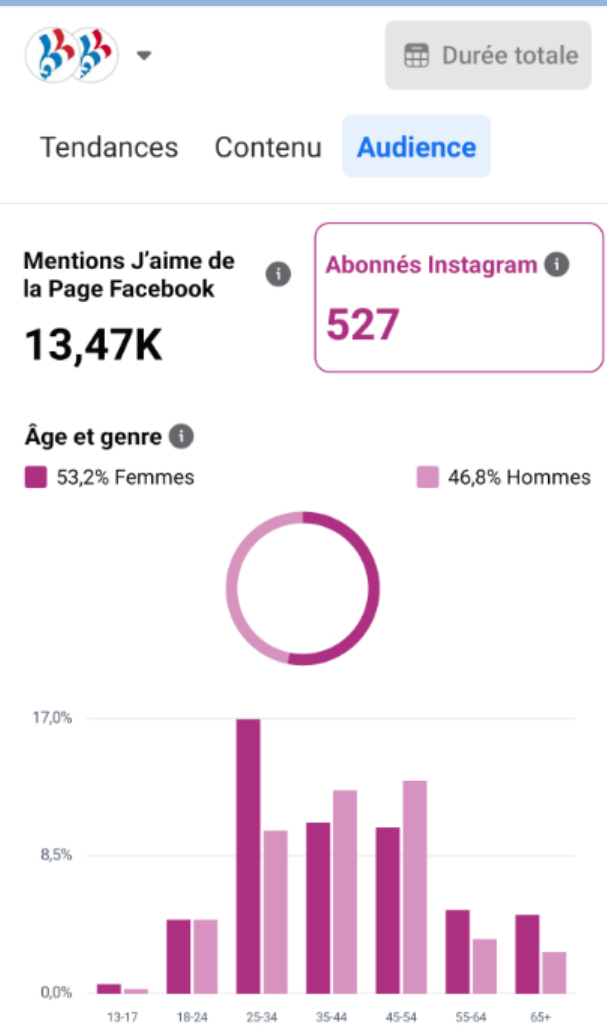 Durée totale
Tendances Contenu Audience
Mentions J'aime de
la Page Facebook
13,47K
Abonnés Instagram
527
Âge et genre
53,2% Femmes 46,8% Hommes
17,0%
8,5%
0,0%
13-17 18-24 25-34 35-44 45-54 55-64 65+